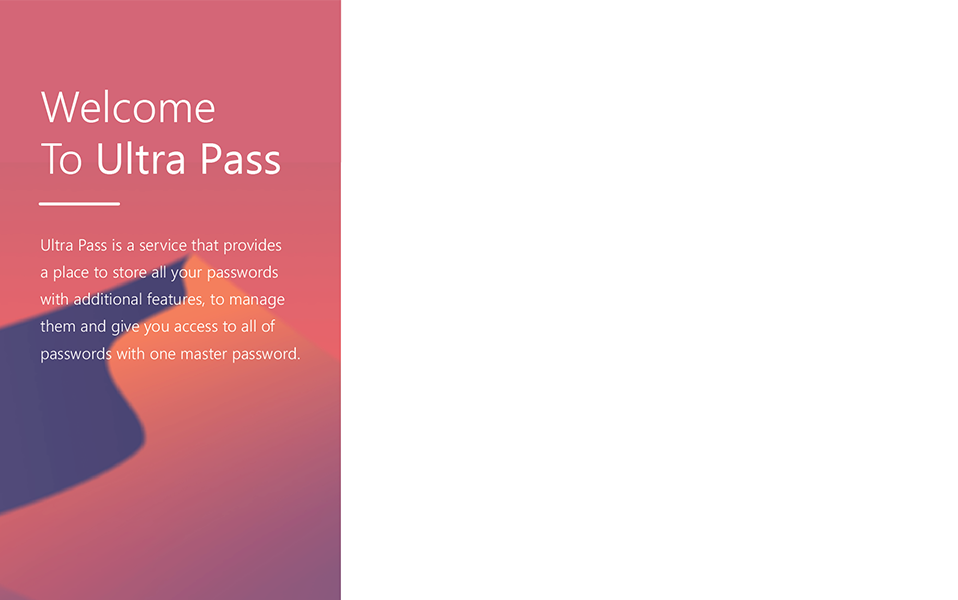 Welcome
To Ultra Pass
Ultra Pass is a service that provides
a place to store all your passwords
with additional features, to manage
them and give you access to all of
passwords with one master password.